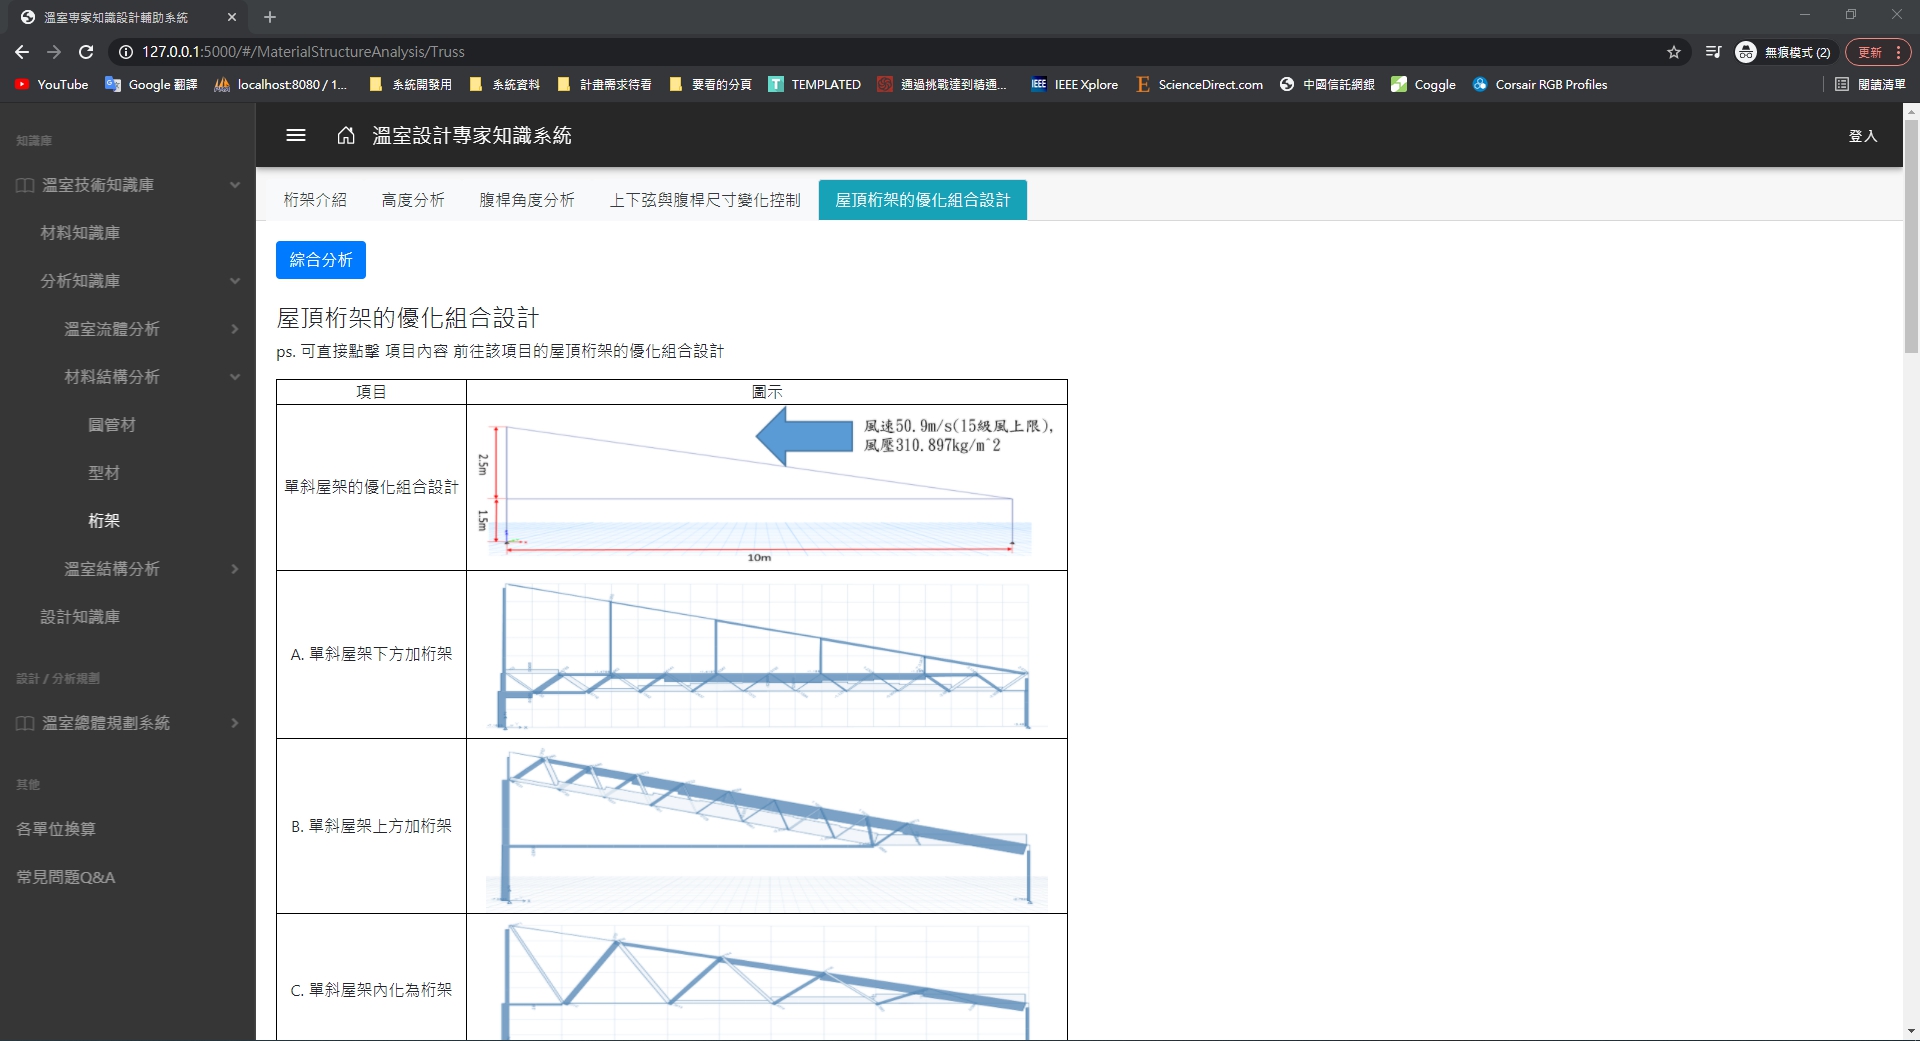 溫室專家知識設計輔助系統
127.0.0.1:5000/#/MaterialStructureAnalysis/Truss
無痕模式 (2)
更新
YouTube
Google 翻譯
localhost:8080 / 1...
系統開發用
系統資料
計畫需求待看
要看的分頁
TEMPLATED
通過挑戰達到精通...
IEEE Xplore
ScienceDirect.com
中國信託網銀
Coggle
Corsair RGB Profiles
閱讀清單
溫室設計專家知識系統
登入
知識庫
溫室技術知識庫
材料知識庫
分析知識庫
溫室流體分析
材料結構分析
圓管材
型材
桁架
溫室結構分析
設計知識庫
設計 / 分析規劃
溫室總體規劃系統
其他
各單位換算
常見問題Q&A
桁架介紹
高度分析
腹桿角度分析
上下弦與腹桿尺寸變化控制
屋頂桁架的優化組合設計
綜合分析
屋頂桁架的優化組合設計
ps. 可直接點擊 項目內容 前往該項目的屋頂桁架的優化組合設計
項目
圖示
單斜屋架的優化組合設計
風速50.9m/s(15級風上限),
風壓310.897kg/m^2
2.5m
1.5m
10m
A. 單斜屋架下方加桁架
B. 單斜屋架上方加桁架
C. 單斜屋架內化為桁架